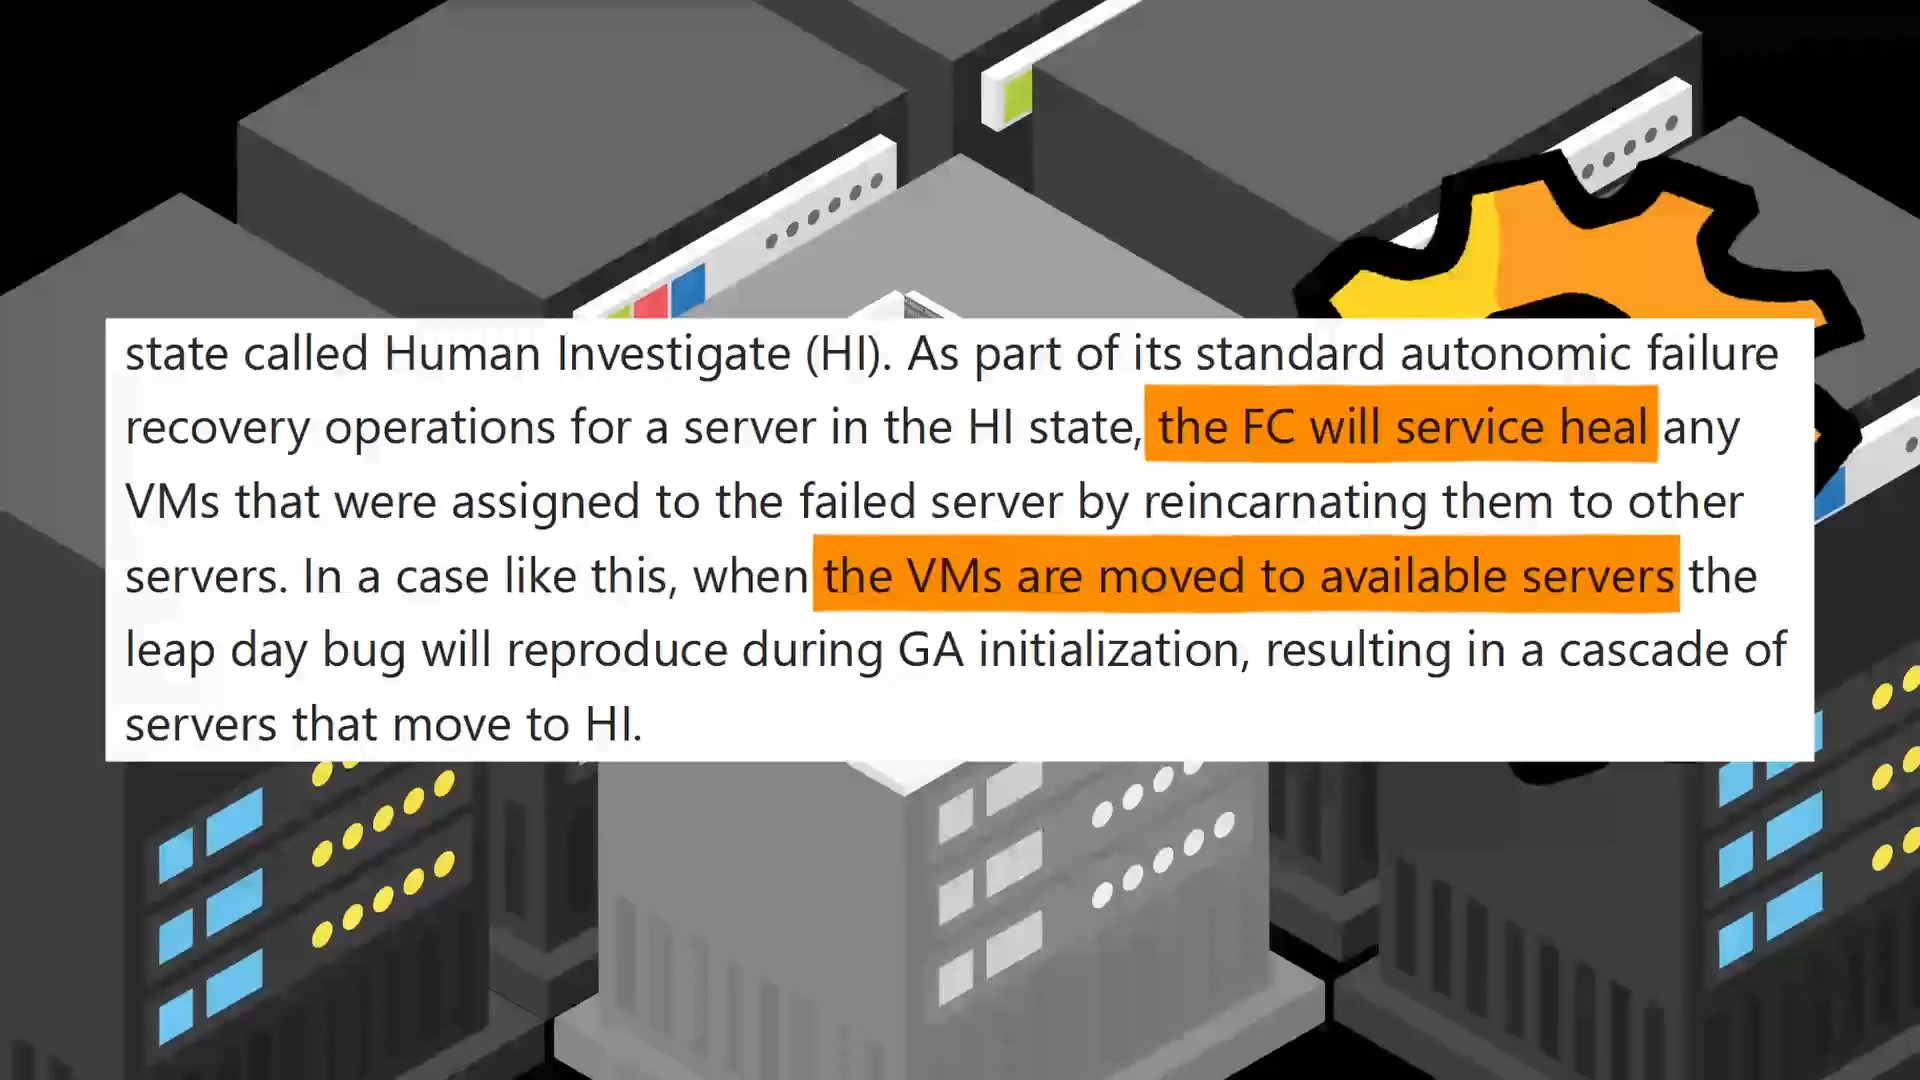 state called Human Investigate (HI). As part of its standard autonomic failure
recovery operations for a server in the HI state, the FC will service heal any
VMs that were assigned to the failed server by reincarnating them to other
servers. In a case like this, when the VMs are moved to available servers the
leap day bug will reproduce during GA initialization, resulting in a cascade of
servers that move to HI.